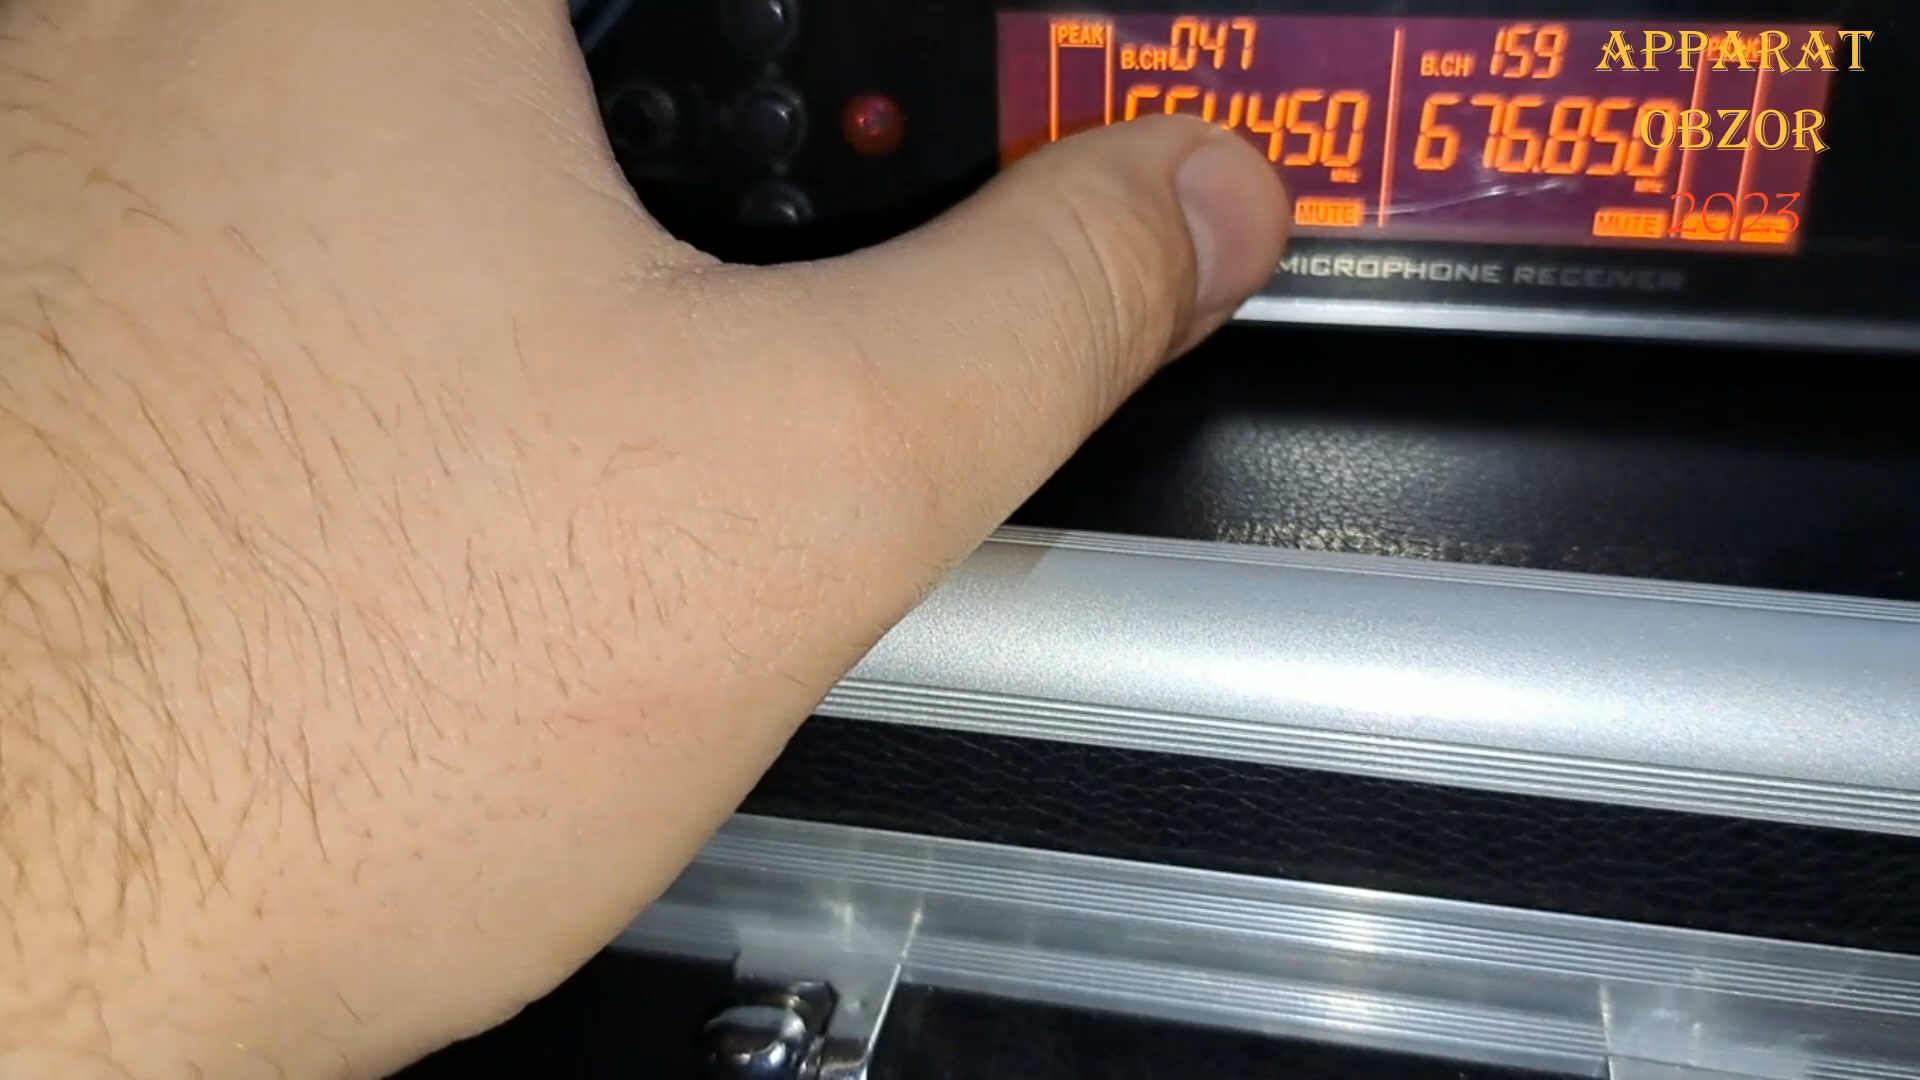 PEAK
B.CH 047
B.CH 159
450
MHz
676.850
MHz
MUTE
MUTE
MICROPHONE RECEIVER
APPARAT
OBZOR
2023